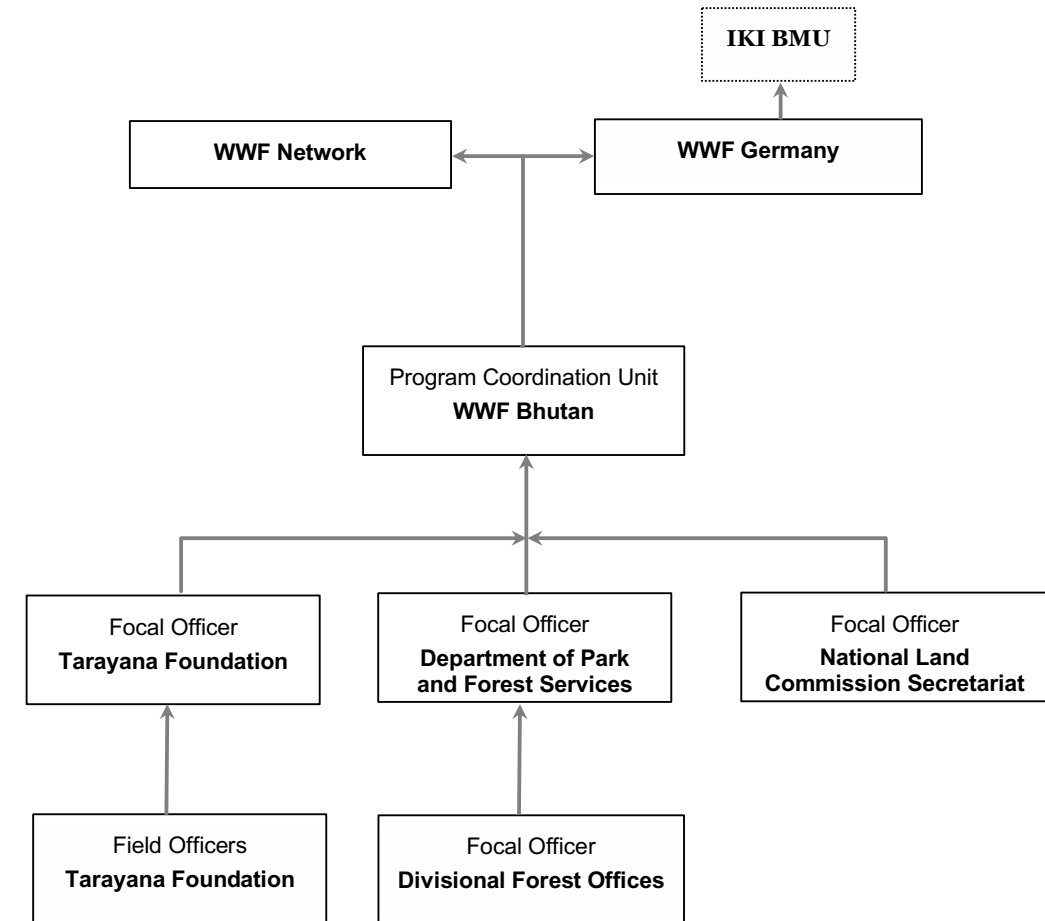 IKI BMU
WWF Network
WWF Germany
Program Coordination Unit
WWF Bhutan
Focal Officer
Tarayana Foundation
Focal Officer
Department of Park
and Forest Services
Focal Officer
National Land
Commission Secretariat
Field Officers
Tarayana Foundation
Focal Officer
Divisional Forest Offices